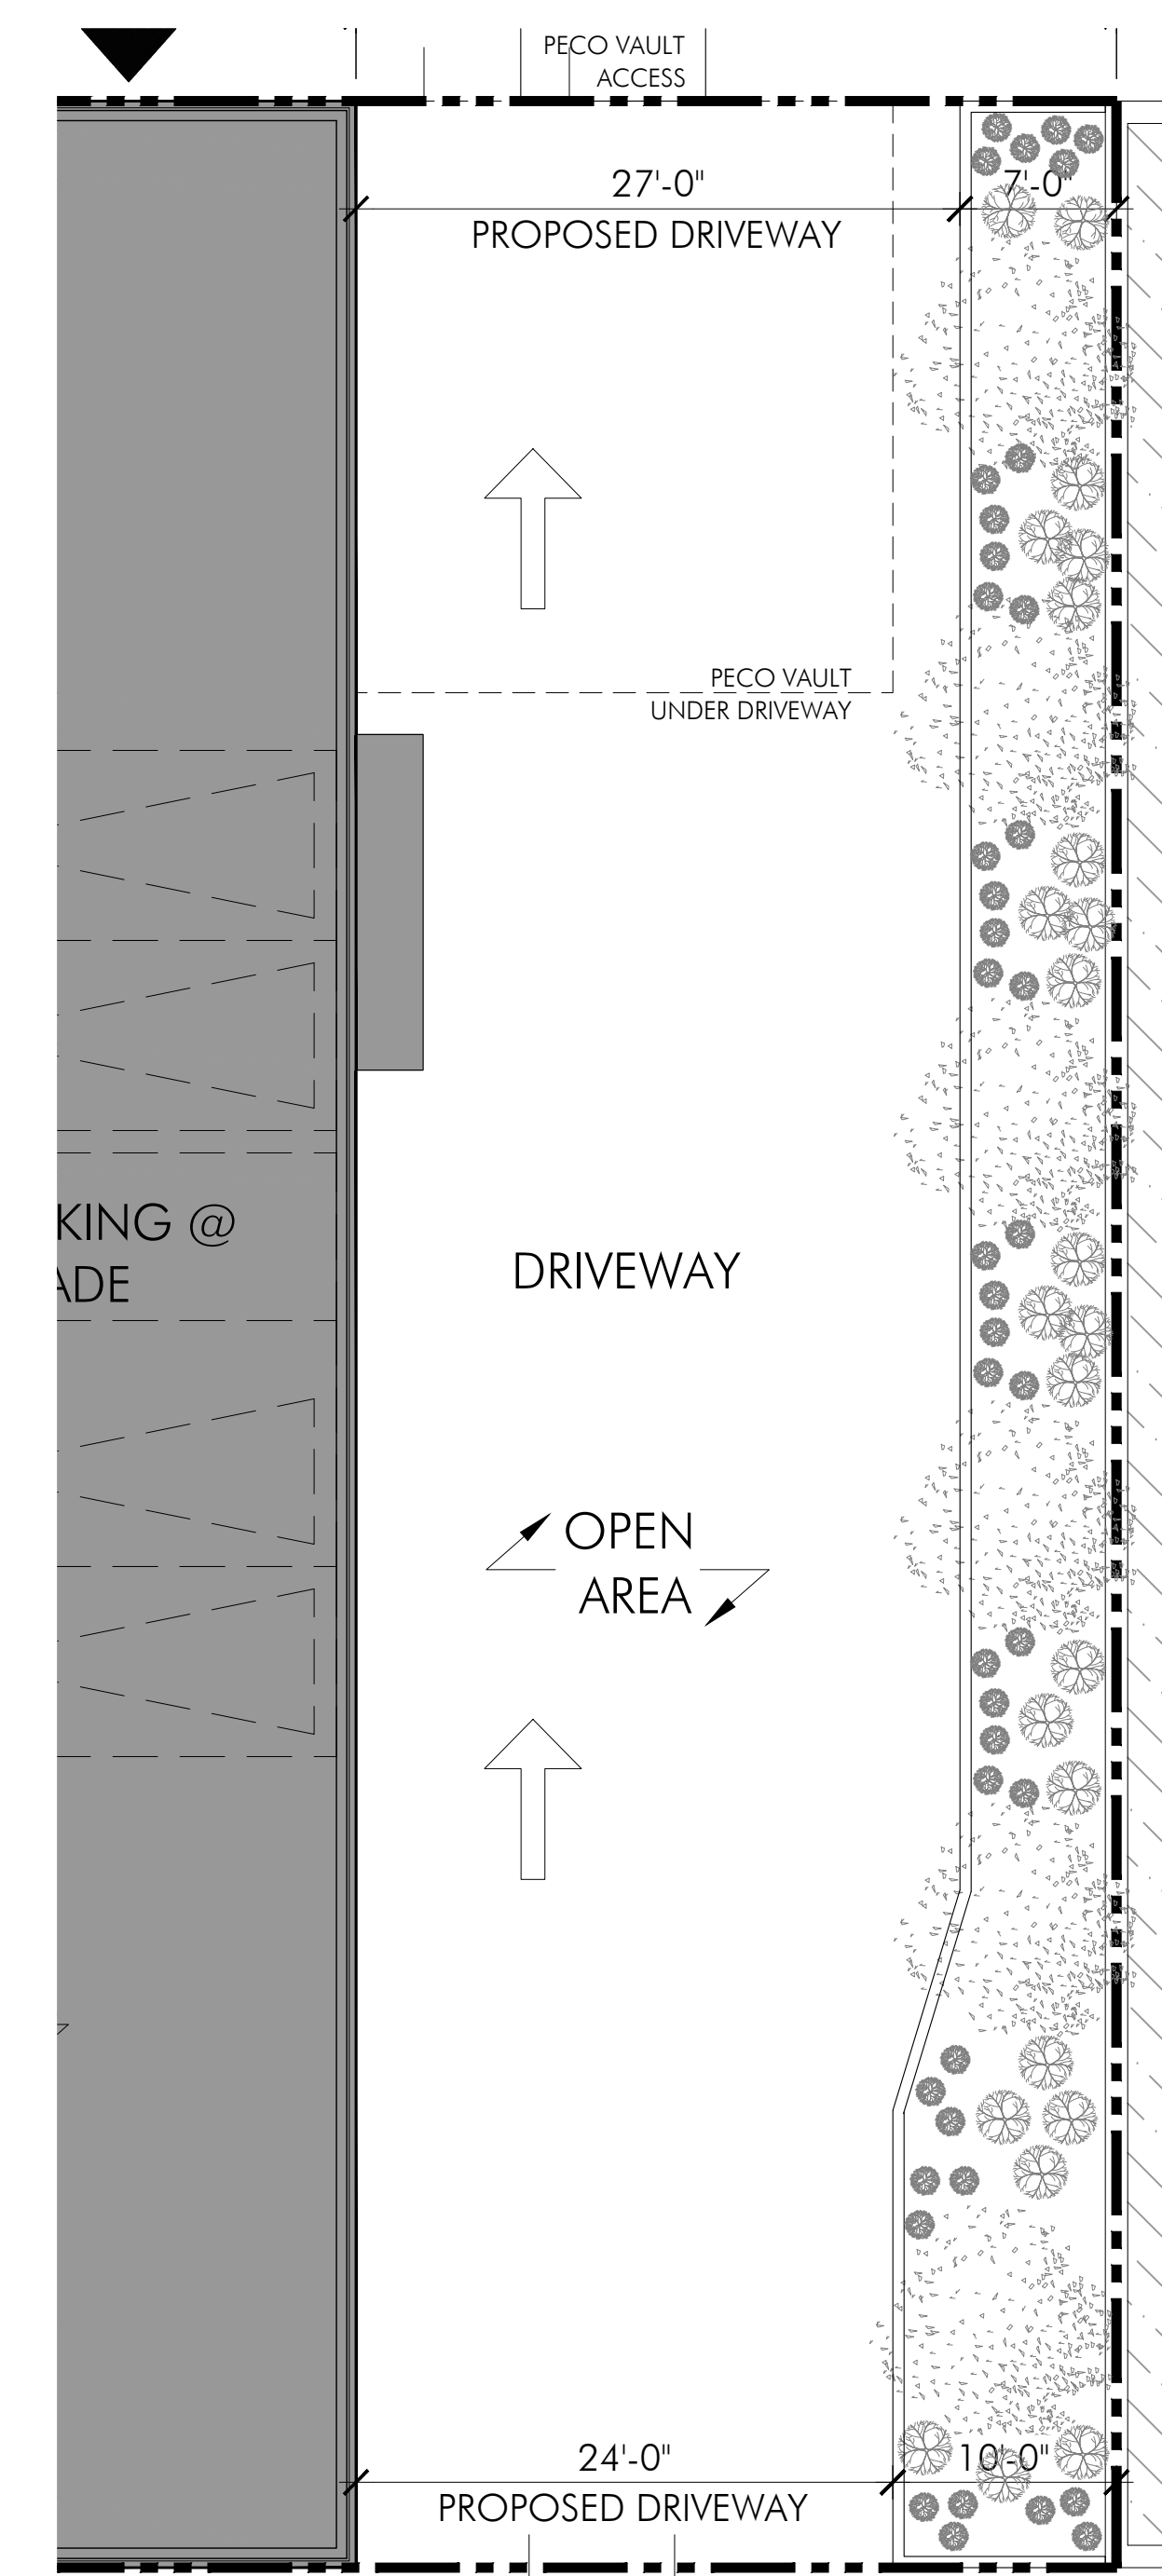 PECO VAULT
ACCESS
27'-0"
7'-0"
PROPOSED DRIVEWAY
PECO VAULT
UNDER DRIVEWAY
KING @
ADE
DRIVEWAY
OPEN
AREA
24'-0"
10'-0"
PROPOSED DRIVEWAY